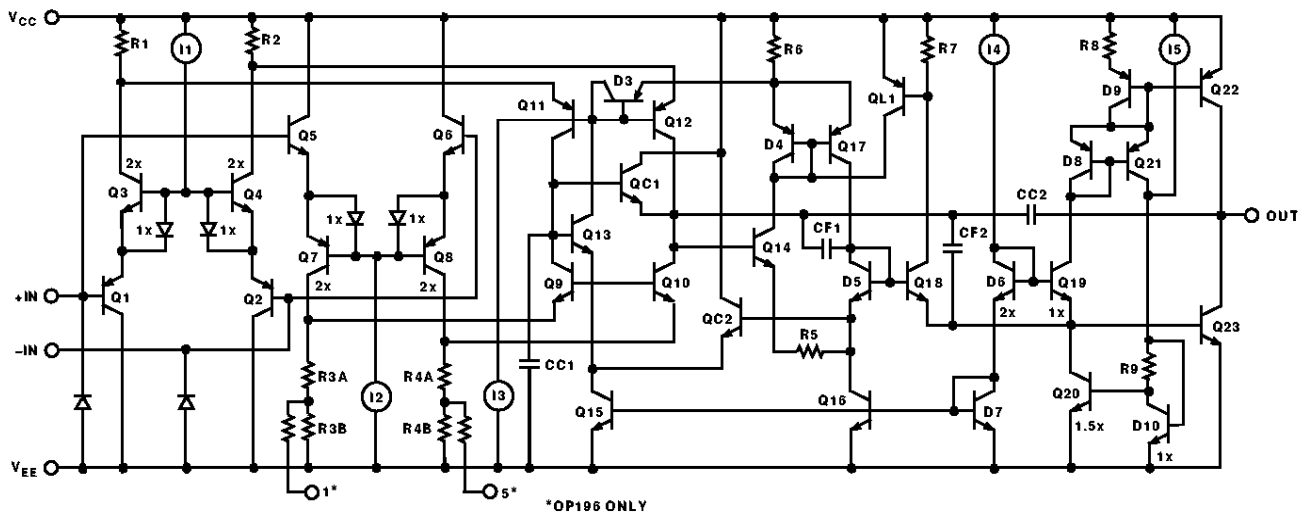 VCC
R1
I1
R2
R6
R7
I4
R8
I5
D3
D9
Q22
QL1
Q11
Q12
Q5
Q6
D4
Q17
D8
Q21
2x
2x
Q3
Q4
QC1
CC2
1x
1x
1x
1x
OUT
CF1
CF2
Q13
Q14
Q7
Q8
2x
2x
Q9
Q10
D5
Q18
D6
Q19
2x
1x
+IN
Q1
Q2
QC2
Q23
-IN
R5
CC1
R9
R3A
R4A
I2
I3
Q15
Q16
D7
Q20
1.5x
D10
1x
R3B
R4B
VEE
1*
5*
*OP196 ONLY